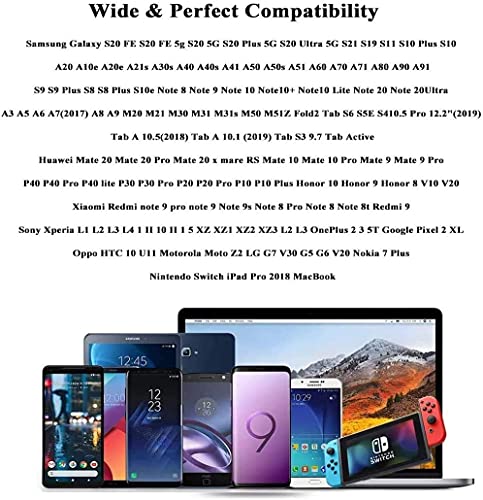 Wide & Perfect Compatibility
Samsung Galaxy S20 FE S20 FE 5g S20 5G S20 Plus 5G S20 Ultra 5G S21 S19 S11 S10 Plus S10
A20 A10e A20e A21s A30s A40 A40s A41 A50 A50s A51 A60 A70 A71 A80 A90 A91
S9 S9 Plus S8 S8 Plus S10e Note 8 Note 9 Note 10 Note10+ Note10 Lite Note 20 Note 20Ultra
A3 A5 A6 A7(2017) A8 A9 M20 M21 M30 M31 M31s M50 M51Z Fold2 Tab S6 S5E S410.5 Pro 12.2"(2019)
Tab A 10.5(2018) Tab A 10.1 (2019) Tab S3 9.7 Tab Active
Huawei Mate 20 Mate 20 Pro Mate 20 x mare RS Mate 10 Mate 10 Pro Mate 9 Mate 9 Pro
P40 P40 Pro P40 lite P30 P30 Pro P20 P20 Pro P10 P10 Plus Honor 10 Honor 9 Honor 8 V10 V20
Xiaomi Redmi note 9 pro note 9 Note 9s Note 8 Pro Note 8 Note 8t Redmi 9
Sony Xperia L1 L2 L3 L4 1 II 10 II 1 5 XZ XZ1 XZ2 XZ3 L2 L3 OnePlus 2 3 5T Google Pixel 2 XL
Oppo HTC 10 U11 Motorola Moto Z2 LG G7 V30 G5 G6 V20 Nokia 7 Plus
Nintendo Switch iPad Pro 2018 MacBook
SAMSUNG
9
NINTENDO
SWITCH